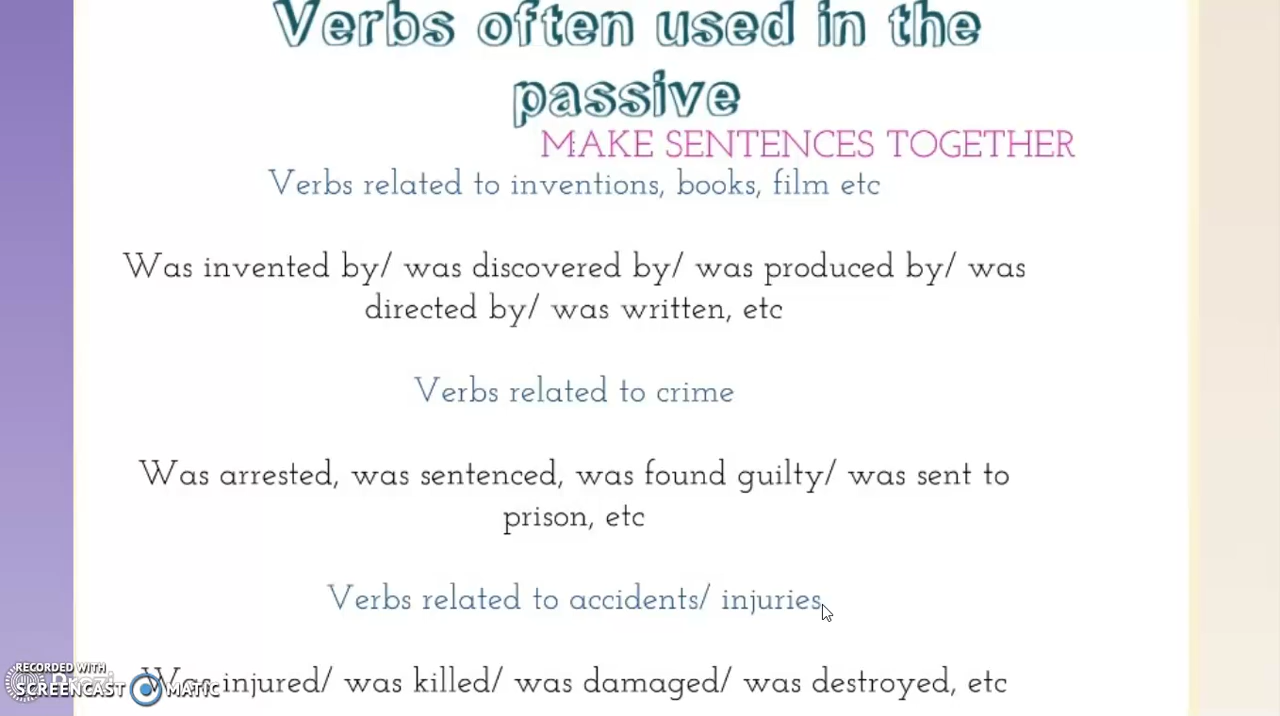 Verbs often used in the
passive
MAKE SENTENCES TOGETHER
Verbs related to inventions, books, film etc
Was invented by/ was discovered by/ was produced by/ was
directed by/ was written, etc
Verbs related to crime
Was arrested, was sentenced, was found guilty/ was sent to
prison, etc
Verbs related to accidents/ injuries
Was injured/ was killed/ was damaged/ was destroyed, etc
RECORDED WITH
SCREENCAST MATIC
Prezi